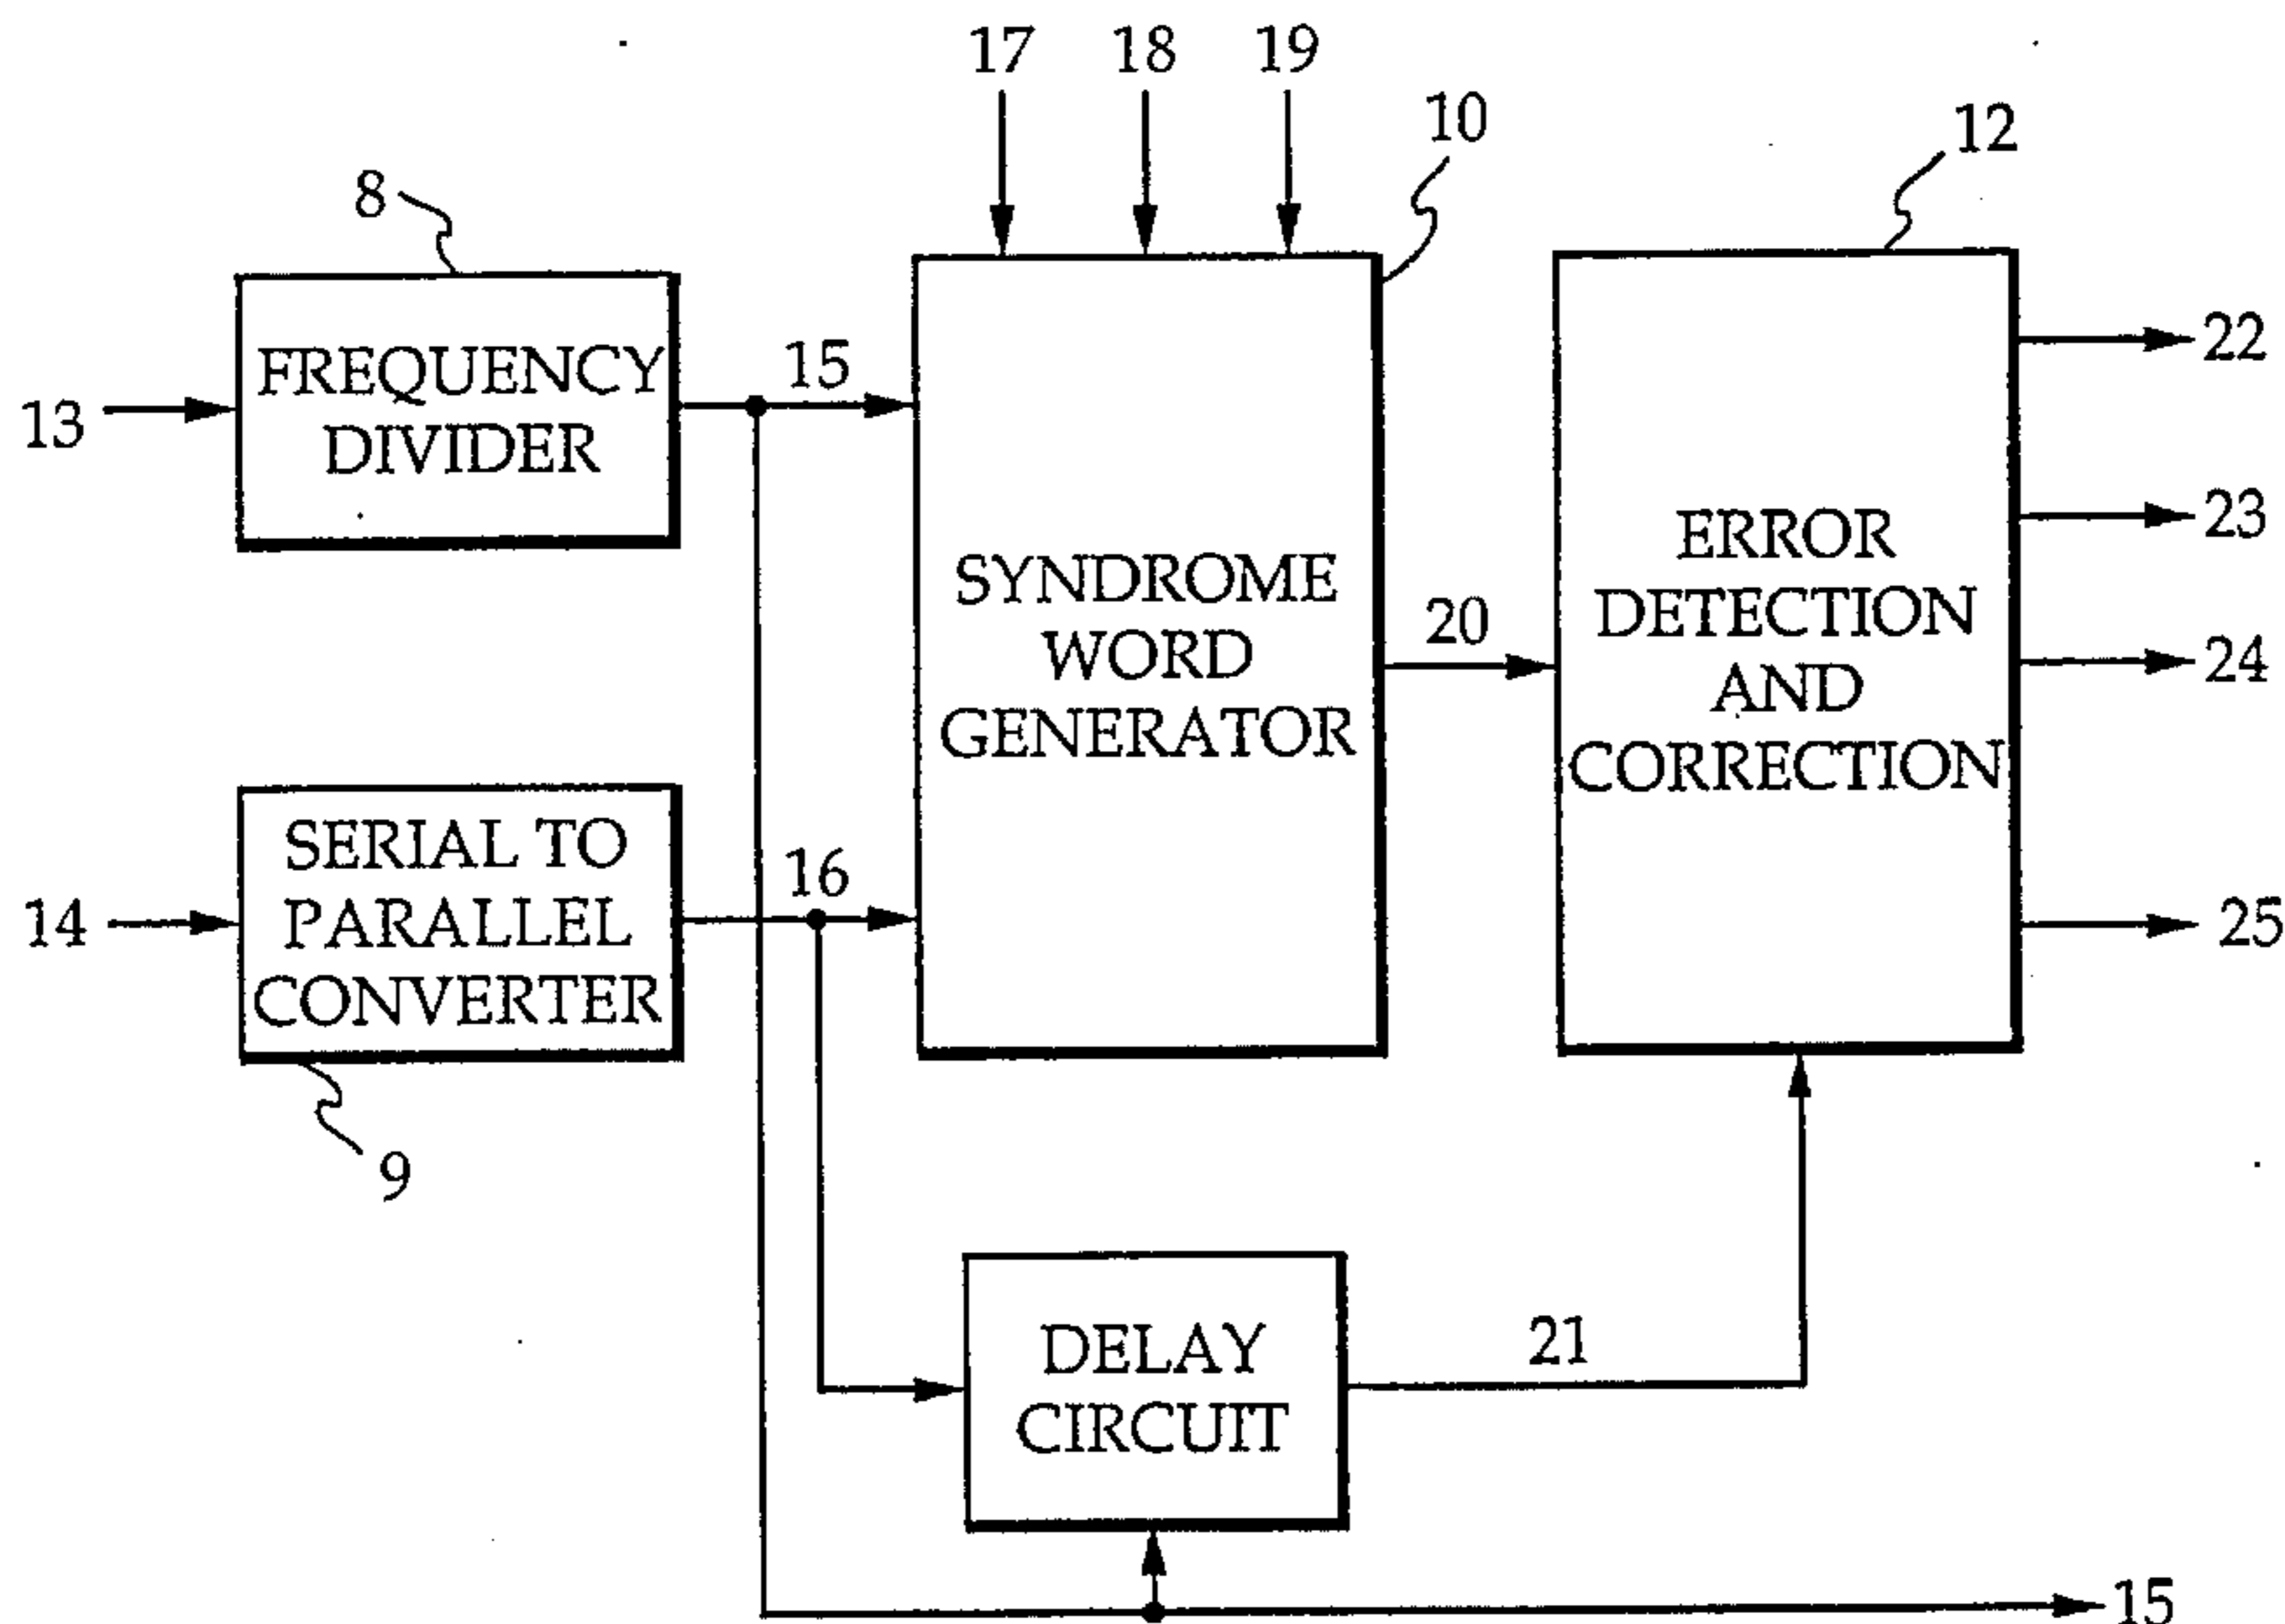 17 18 19
10
12
8
FREQUENCY
DIVIDER
13
15
22
23
SYNDROME
WORD
GENERATOR
20
ERROR
DETECTION
AND
CORRECTION
24
25
SERIAL TO
PARALLEL
CONVERTER
14
16
9
DELAY
CIRCUIT
21
15